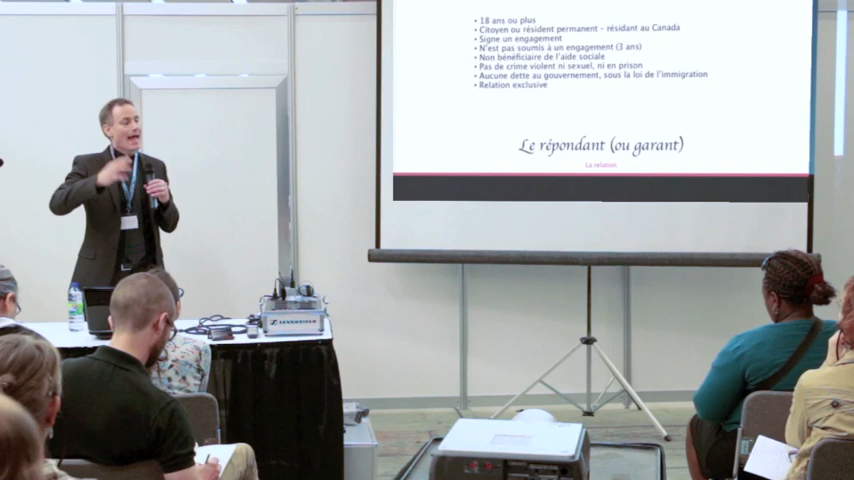 • 18 ans ou plus
• Citoyen ou résident permanent – résidant au Canada
• Signe un engagement
• N'est pas soumis à un engagement (3 ans)
• Non bénéficiaire de l'aide sociale
• Pas de crime violent ni sexuel, ni en prison
• Aucune dette au gouvernement, sous la loi de l'immigration
• Relation exclusive
Le répondant (ou garant)
La relation
SENNHEISER